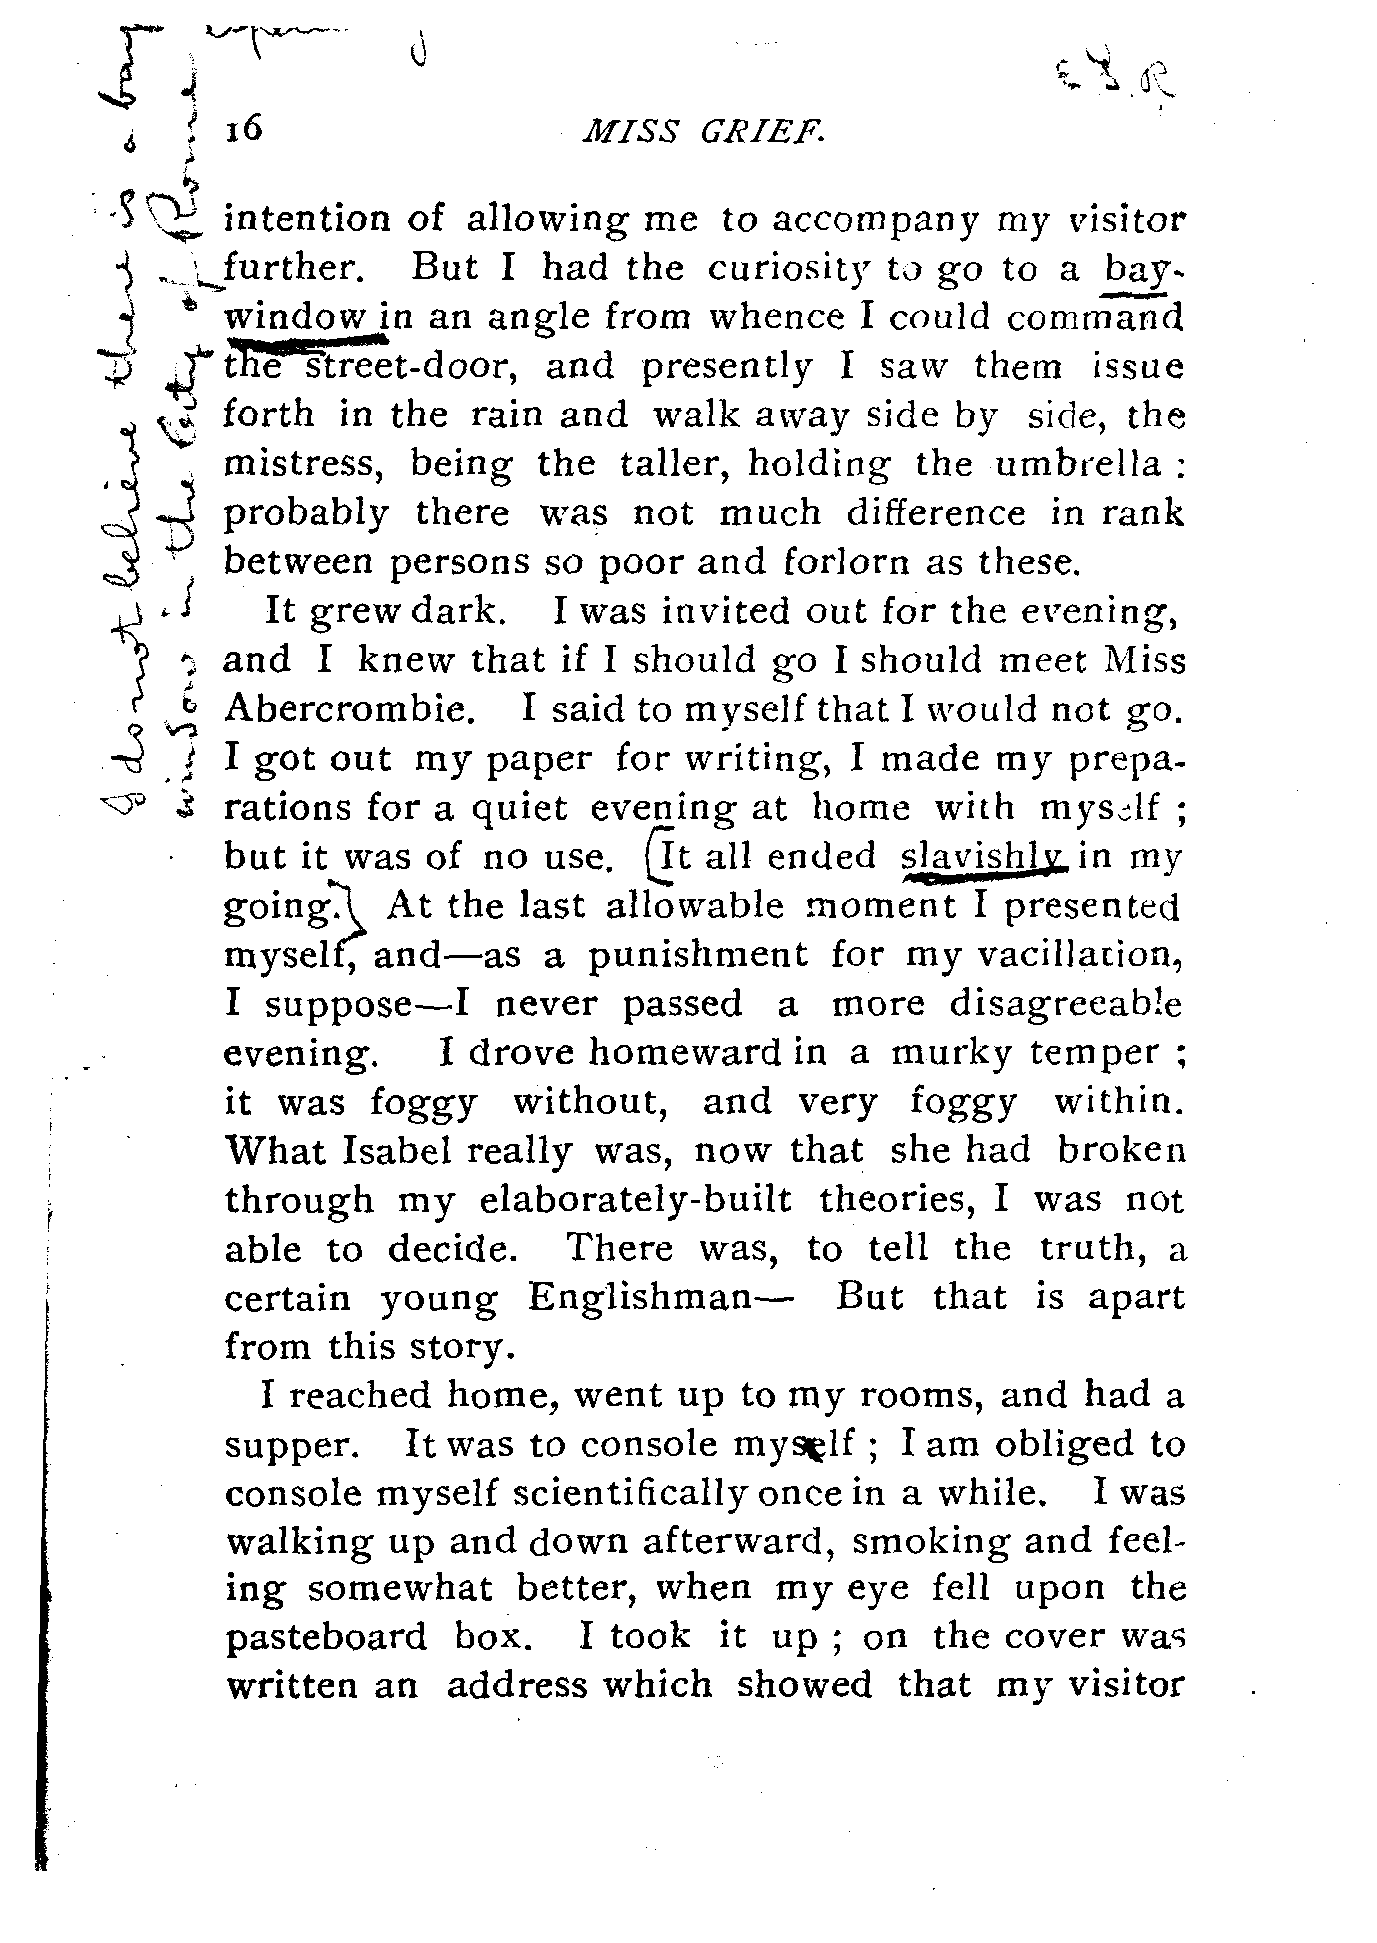 E. S. R.
16 MISS GRIEF.
I do not believe there is a bay
window in the City of Rome
intention of allowing me to accompany my visitor
further. But I had the curiosity to go to a bay-
window in an angle from whence I could command
the street-door, and presently I saw them issue
forth in the rain and walk away side by side, the
mistress, being the taller, holding the umbrella :
probably there was not much difference in rank
between persons so poor and forlorn as these.
It grew dark. I was invited out for the evening,
and I knew that if I should go I should meet Miss
Abercrombie. I said to myself that I would not go.
I got out my paper for writing, I made my prepa-
rations for a quiet evening at home with myself ;
but it was of no use. (It all ended slavishly in my
going.) At the last allowable moment I presented
myself, and—as a punishment for my vacillation,
I suppose—I never passed a more disagreeable
evening. I drove homeward in a murky temper ;
it was foggy without, and very foggy within.
What Isabel really was, now that she had broken
through my elaborately-built theories, I was not
able to decide. There was, to tell the truth, a
certain young Englishman— But that is apart
from this story.
I reached home, went up to my rooms, and had a
supper. It was to console myself ; I am obliged to
console myself scientifically once in a while. I was
walking up and down afterward, smoking and feel-
ing somewhat better, when my eye fell upon the
pasteboard box. I took it up ; on the cover was
written an address which showed that my visitor